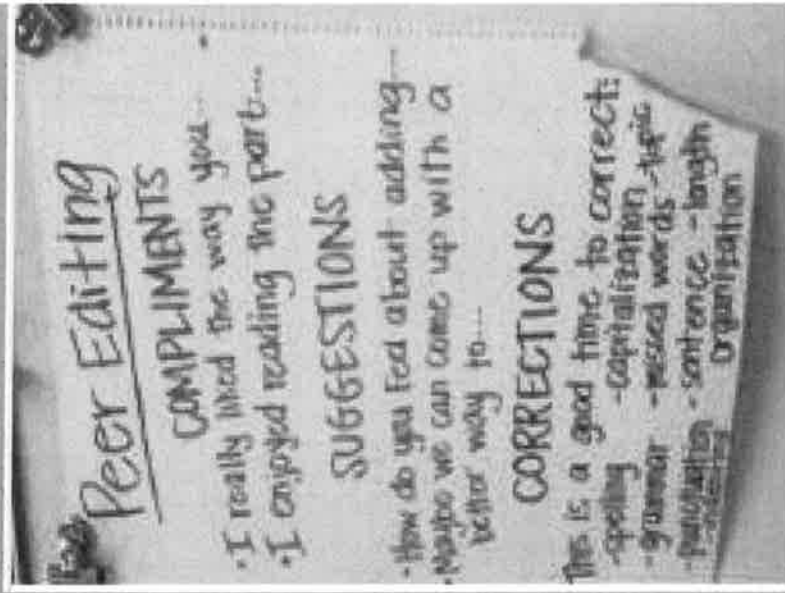 Peer Editing
COMPLIMENTS
• I really liked the way you...
• I enjoyed reading the part...
SUGGESTIONS
• How do you feel about adding...
• Maybe we can come up with a
better way to...
CORRECTIONS
This is a good time to correct:
- spelling - capitalization
- grammar - missed words - topic
- punctuation - sentence - length
organization